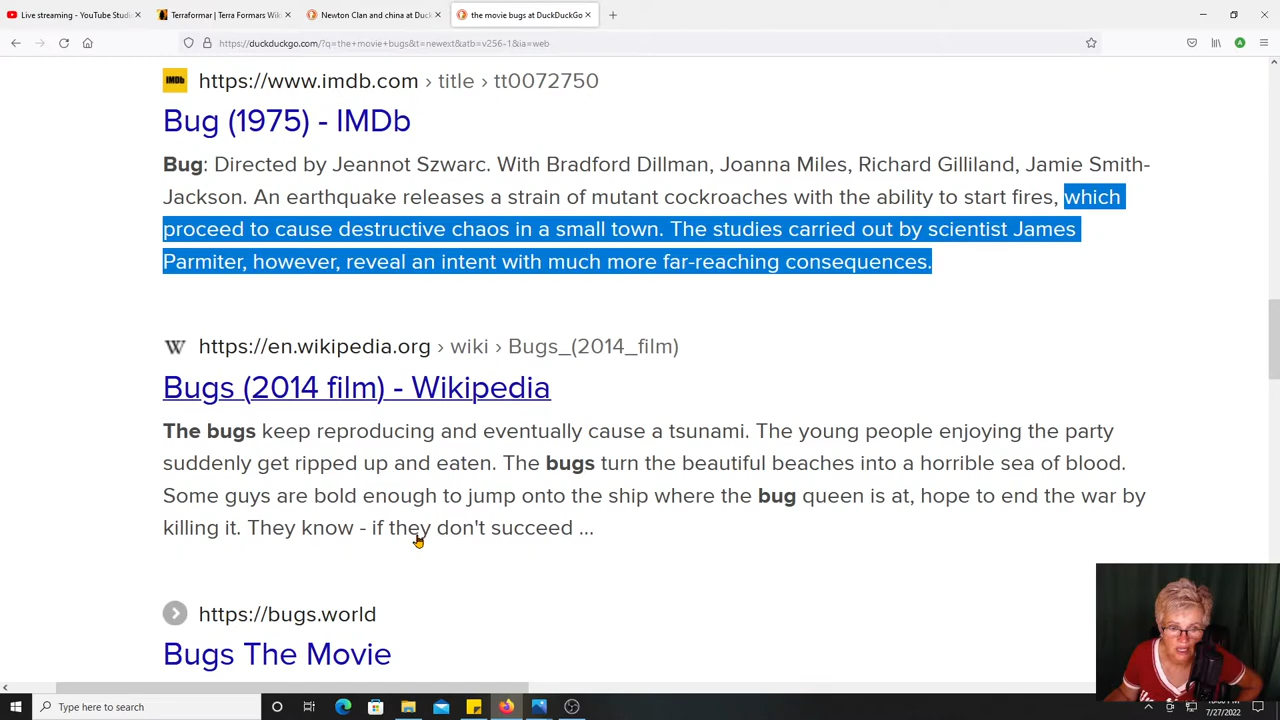 Live streaming - YouTube Studi
Terraformar | Terra Formars Wiki
Newton Clan and china at Duck
the movie bugs at DuckDuckGo
https://duckduckgo.com/?q=the+movie+bugs&t=newext&atb=v256-1&ia=web
IMDb
https://www.imdb.com › title › tt0072750
Bug (1975) - IMDb
Bug: Directed by Jeannot Szwarc. With Bradford Dillman, Joanna Miles, Richard Gilliland, Jamie Smith-
Jackson. An earthquake releases a strain of mutant cockroaches with the ability to start fires, which
proceed to cause destructive chaos in a small town. The studies carried out by scientist James
Parmiter, however, reveal an intent with much more far-reaching consequences.
W https://en.wikipedia.org › wiki › Bugs_(2014_film)
Bugs (2014 film) - Wikipedia
The bugs keep reproducing and eventually cause a tsunami. The young people enjoying the party
suddenly get ripped up and eaten. The bugs turn the beautiful beaches into a horrible sea of blood.
Some guys are bold enough to jump onto the ship where the bug queen is at, hope to end the war by
killing it. They know - if they don't succeed ...
https://bugs.world
Bugs The Movie
Type here to search
7/27/2022